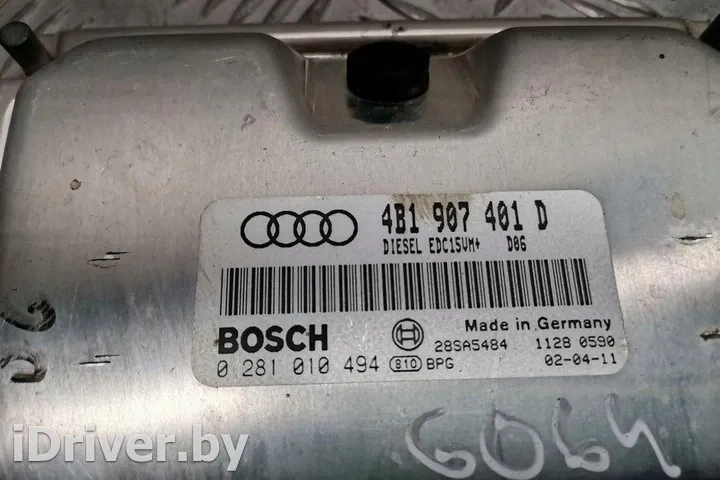 4B1 907 401 D
DIESEL EDC15VM+ D06
BOSCH
Made in Germany
28SA5484 1128 0590
0 281 010 494 810 BPG 02-04-11
6064
iDriver.by